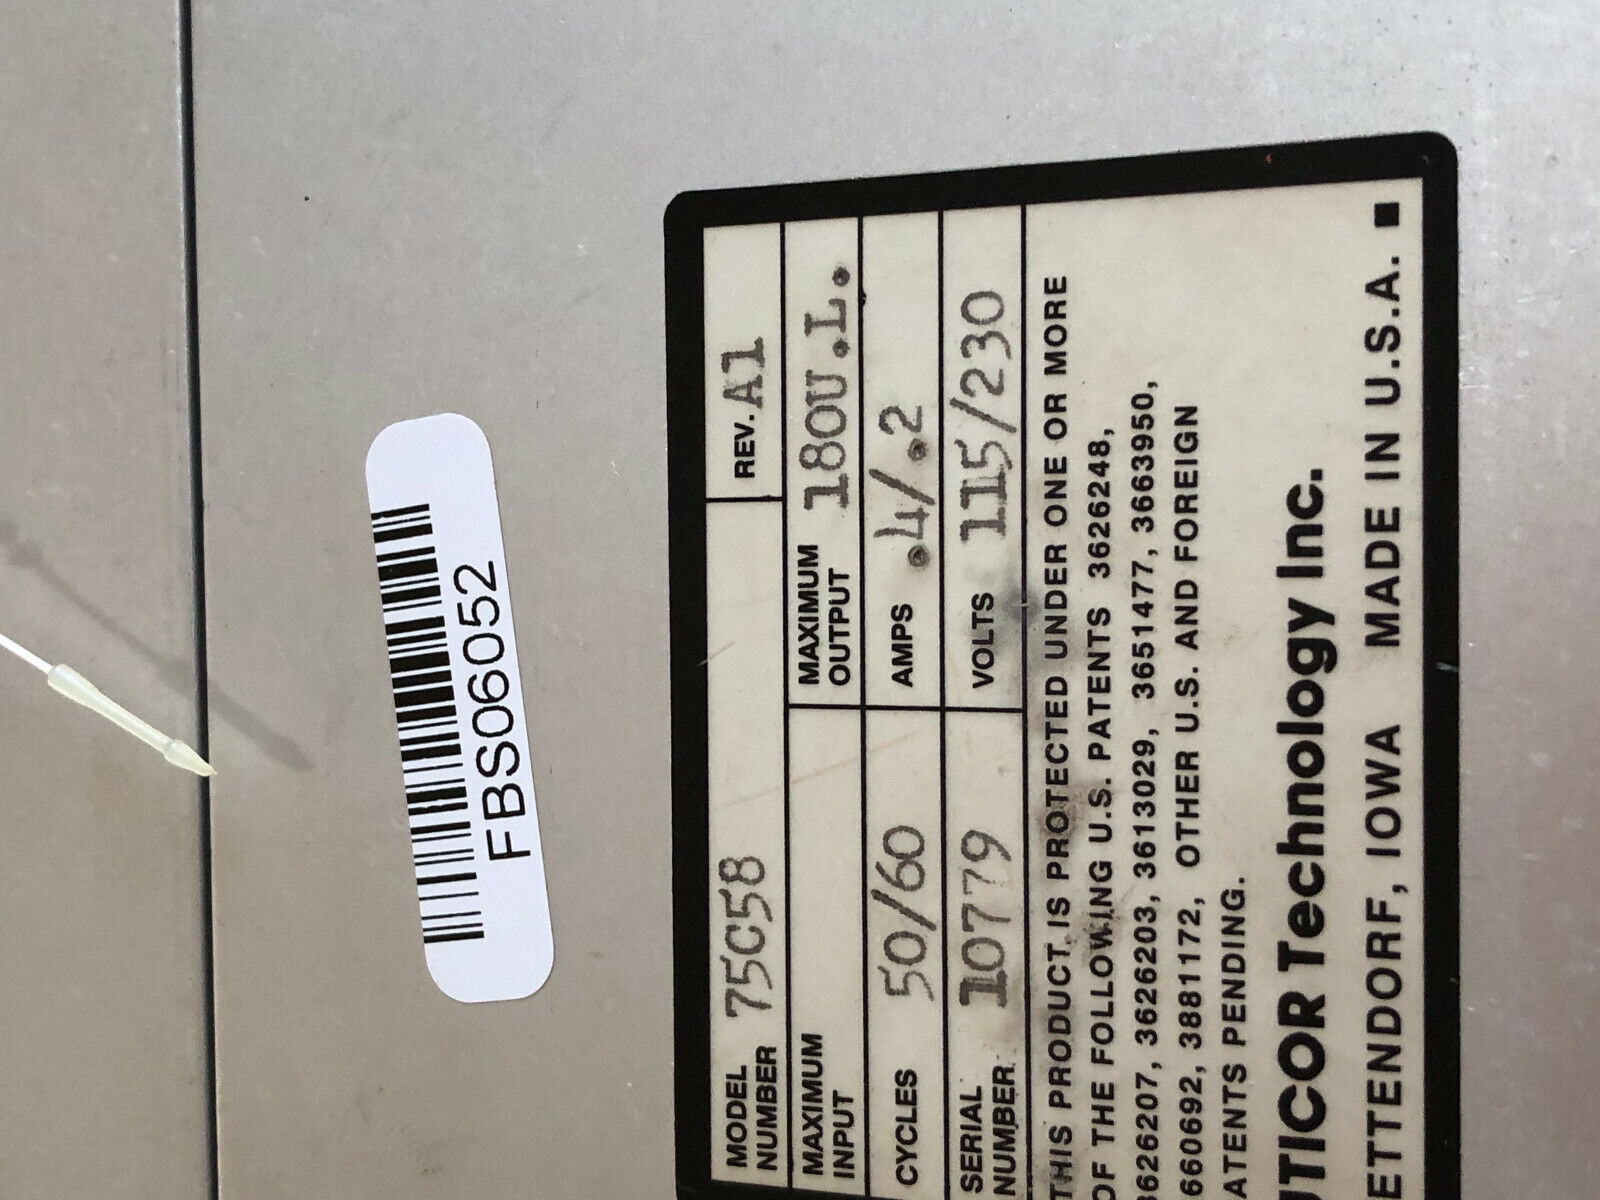 FBS06052
MODEL NUMBER 75C58 REV. A1
MAXIMUM INPUT MAXIMUM OUTPUT 180U.L.
CYCLES 50/60 AMPS .4/.2
SERIAL NUMBER 10779 VOLTS 115/230
THIS PRODUCT IS PROTECTED UNDER ONE OR MORE
OF THE FOLLOWING U.S. PATENTS 3626248,
3626207, 3626203, 3613029, 3651477, 3663950,
660692, 3881172, OTHER U.S. AND FOREIGN
ATENTS PENDING.
UTICOR Technology Inc.
ETTENDORF, IOWA MADE IN U.S.A.